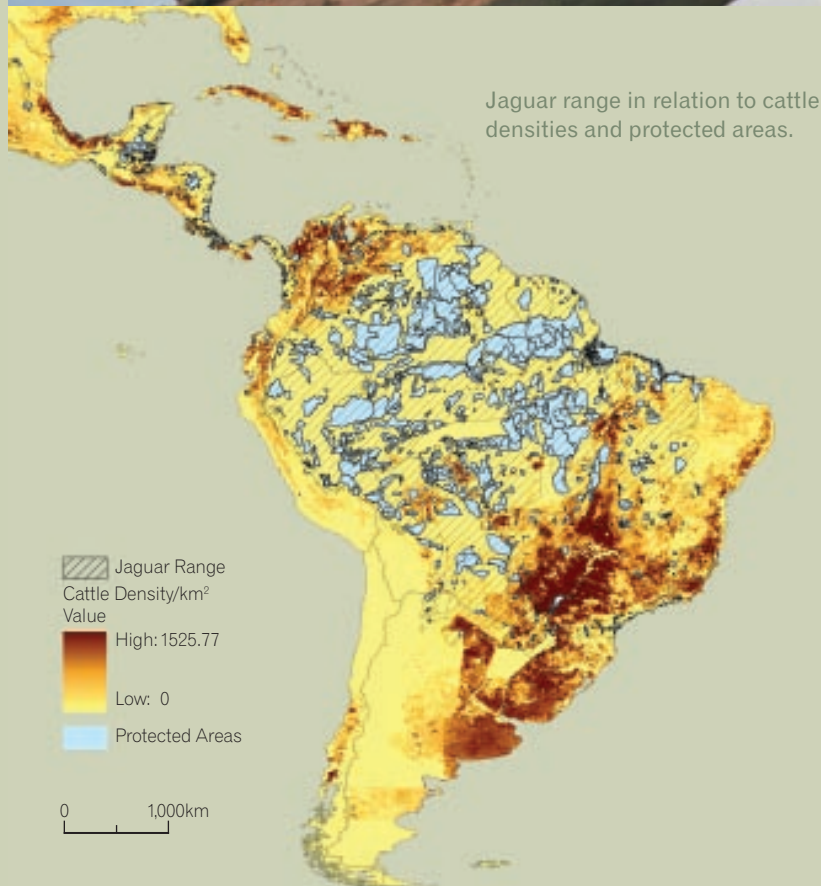 Jaguar range in relation to cattle
densities and protected areas.
Jaguar Range
Cattle Density/km²
Value
High: 1525.77
Low: 0
Protected Areas
0 1,000km